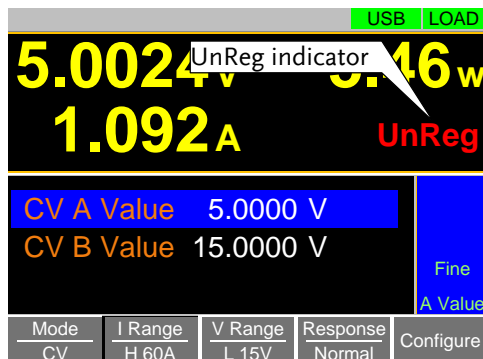 USB LOAD
5.0024V 5.46W
UnReg indicator
1.092A UnReg
CV A Value 5.0000 V
CV B Value 15.0000 V
Fine
A Value
Mode I Range V Range Response Configure
CV H 60A L 15V Normal